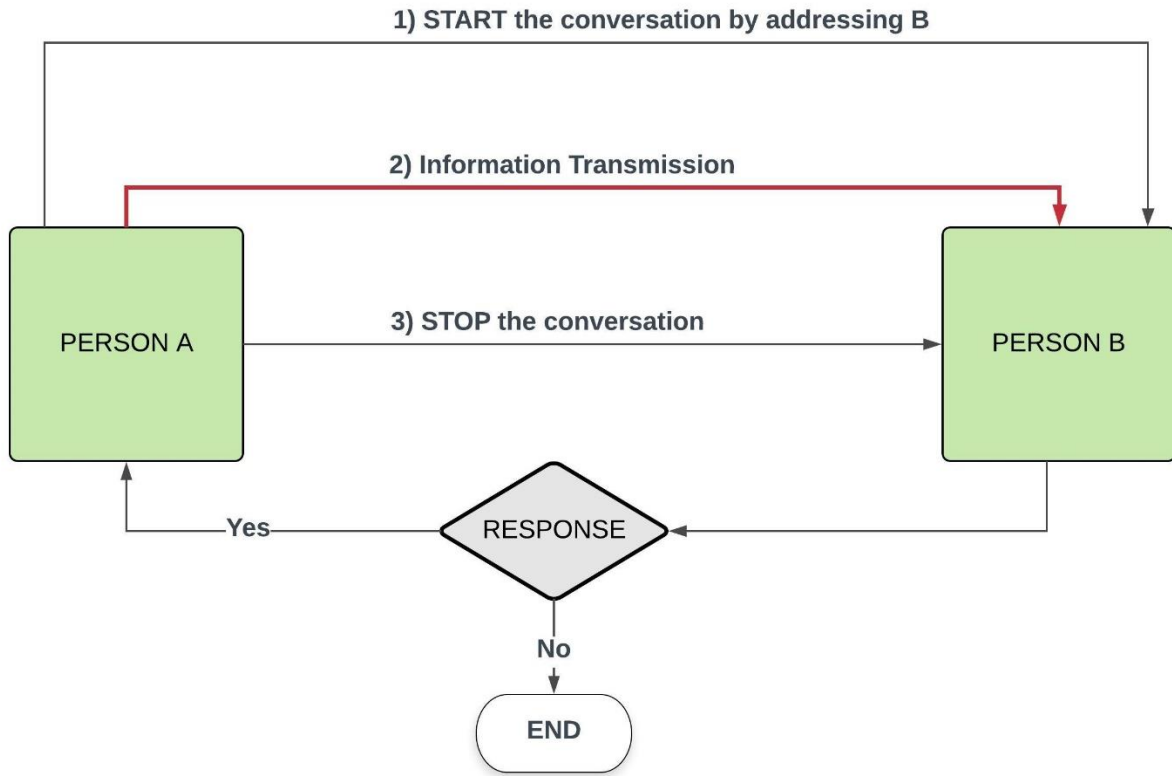 1) START the conversation by addressing B
2) Information Transmission
3) STOP the conversation
PERSON A
PERSON B
RESPONSE
Yes
No
END